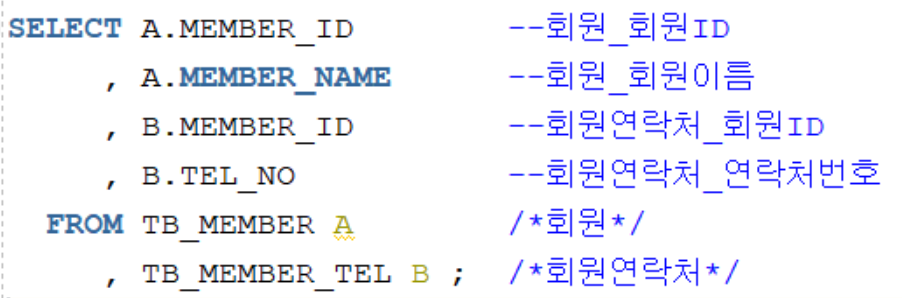 SELECT A.MEMBER_ID --회원_회원ID
, A.MEMBER_NAME --회원_회원이름
, B.MEMBER_ID --회원연락처_회원ID
, B.TEL_NO --회원연락처_연락처번호
FROM TB_MEMBER A /*회원*/
, TB_MEMBER_TEL B ; /*회원연락처*/